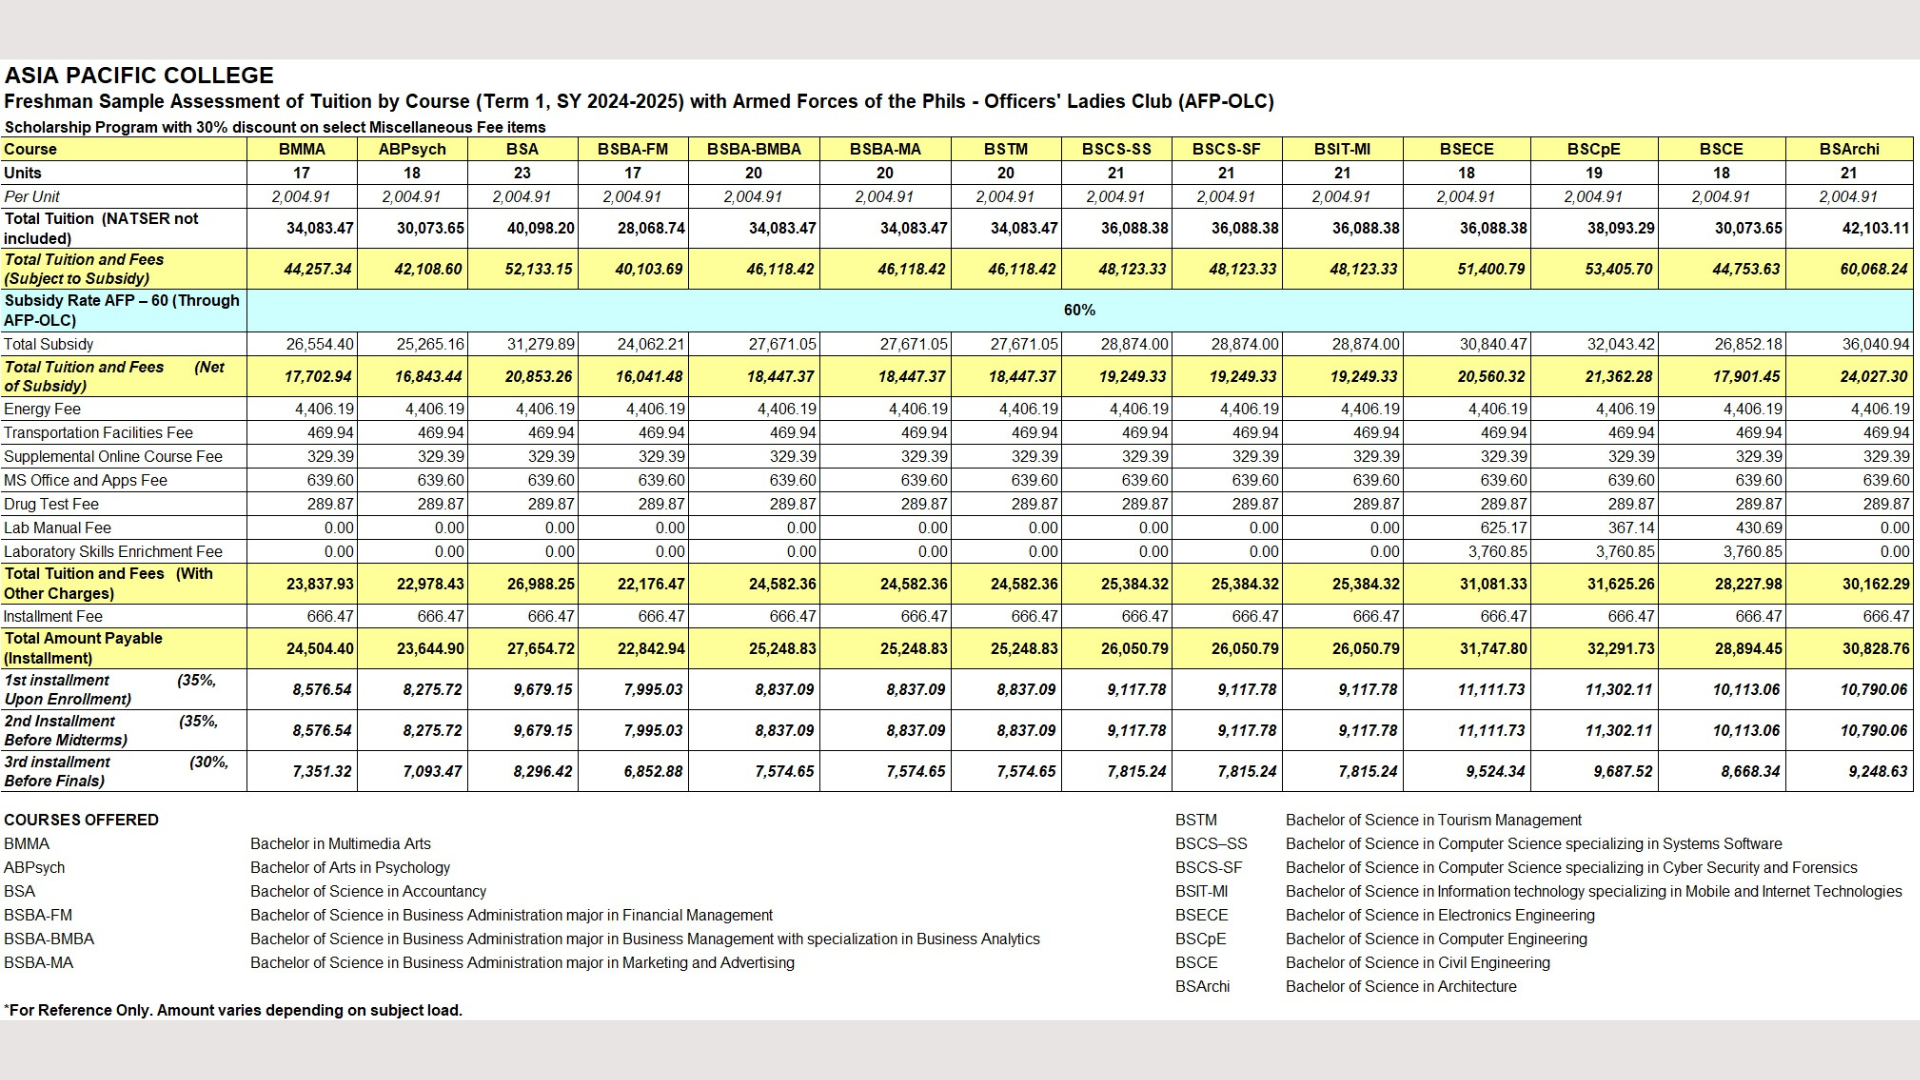 ASIA PACIFIC COLLEGE
Freshman Sample Assessment of Tuition by Course (Term 1, SY 2024-2025) with Armed Forces of the Phils - Officers' Ladies Club (AFP-OLC)
Scholarship Program with 30% discount on select Miscellaneous Fee items
Course BMMA ABPsych BSA BSBA-FM BSBA-BMBA BSBA-MA BSTM BSCS-SS BSCS-SF BSIT-MI BSECE BSCpE BSCE BSArchi
Units 17 18 23 17 20 20 20 21 21 21 18 19 18 21
Per Unit 2,004.91 2,004.91 2,004.91 2,004.91 2,004.91 2,004.91 2,004.91 2,004.91 2,004.91 2,004.91 2,004.91 2,004.91 2,004.91 2,004.91
Total Tuition (NATSER not
included) 34,083.47 30,073.65 40,098.20 28,068.74 34,083.47 34,083.47 34,083.47 36,088.38 36,088.38 36,088.38 36,088.38 38,093.29 30,073.65 42,103.11
Total Tuition and Fees
(Subject to Subsidy) 44,257.34 42,108.60 52,133.15 40,103.69 46,118.42 46,118.42 46,118.42 48,123.33 48,123.33 48,123.33 51,400.79 53,405.70 44,753.63 60,068.24
Subsidy Rate AFP – 60 (Through
AFP-OLC) 60%
Total Subsidy 26,554.40 25,265.16 31,279.89 24,062.21 27,671.05 27,671.05 27,671.05 28,874.00 28,874.00 28,874.00 30,840.47 32,043.42 26,852.18 36,040.94
Total Tuition and Fees (Net
of Subsidy) 17,702.94 16,843.44 20,853.26 16,041.48 18,447.37 18,447.37 18,447.37 19,249.33 19,249.33 19,249.33 20,560.32 21,362.28 17,901.45 24,027.30
Energy Fee 4,406.19 4,406.19 4,406.19 4,406.19 4,406.19 4,406.19 4,406.19 4,406.19 4,406.19 4,406.19 4,406.19 4,406.19 4,406.19 4,406.19
Transportation Facilities Fee 469.94 469.94 469.94 469.94 469.94 469.94 469.94 469.94 469.94 469.94 469.94 469.94 469.94 469.94
Supplemental Online Course Fee 329.39 329.39 329.39 329.39 329.39 329.39 329.39 329.39 329.39 329.39 329.39 329.39 329.39 329.39
MS Office and Apps Fee 639.60 639.60 639.60 639.60 639.60 639.60 639.60 639.60 639.60 639.60 639.60 639.60 639.60 639.60
Drug Test Fee 289.87 289.87 289.87 289.87 289.87 289.87 289.87 289.87 289.87 289.87 289.87 289.87 289.87 289.87
Lab Manual Fee 0.00 0.00 0.00 0.00 0.00 0.00 0.00 0.00 0.00 0.00 625.17 367.14 430.69 0.00
Laboratory Skills Enrichment Fee 0.00 0.00 0.00 0.00 0.00 0.00 0.00 0.00 0.00 0.00 3,760.85 3,760.85 3,760.85 0.00
Total Tuition and Fees (With
Other Charges) 23,837.93 22,978.43 26,988.25 22,176.47 24,582.36 24,582.36 24,582.36 25,384.32 25,384.32 25,384.32 31,081.33 31,625.26 28,227.98 30,162.29
Installment Fee 666.47 666.47 666.47 666.47 666.47 666.47 666.47 666.47 666.47 666.47 666.47 666.47 666.47 666.47
Total Amount Payable
(Installment) 24,504.40 23,644.90 27,654.72 22,842.94 25,248.83 25,248.83 25,248.83 26,050.79 26,050.79 26,050.79 31,747.80 32,291.73 28,894.45 30,828.76
1st installment (35%,
Upon Enrollment) 8,576.54 8,275.72 9,679.15 7,995.03 8,837.09 8,837.09 8,837.09 9,117.78 9,117.78 9,117.78 11,111.73 11,302.11 10,113.06 10,790.06
2nd Installment (35%,
Before Midterms) 8,576.54 8,275.72 9,679.15 7,995.03 8,837.09 8,837.09 8,837.09 9,117.78 9,117.78 9,117.78 11,111.73 11,302.11 10,113.06 10,790.06
3rd installment (30%,
Before Finals) 7,351.32 7,093.47 8,296.42 6,852.88 7,574.65 7,574.65 7,574.65 7,815.24 7,815.24 7,815.24 9,524.34 9,687.52 8,668.34 9,248.63
COURSES OFFERED
BMMA Bachelor in Multimedia Arts
ABPsych Bachelor of Arts in Psychology
BSA Bachelor of Science in Accountancy
BSBA-FM Bachelor of Science in Business Administration major in Financial Management
BSBA-BMBA Bachelor of Science in Business Administration major in Business Management with specialization in Business Analytics
BSBA-MA Bachelor of Science in Business Administration major in Marketing and Advertising
BSTM Bachelor of Science in Tourism Management
BSCS–SS Bachelor of Science in Computer Science specializing in Systems Software
BSCS-SF Bachelor of Science in Computer Science specializing in Cyber Security and Forensics
BSIT-MI Bachelor of Science in Information technology specializing in Mobile and Internet Technologies
BSECE Bachelor of Science in Electronics Engineering
BSCpE Bachelor of Science in Computer Engineering
BSCE Bachelor of Science in Civil Engineering
BSArchi Bachelor of Science in Architecture
*For Reference Only. Amount varies depending on subject load.